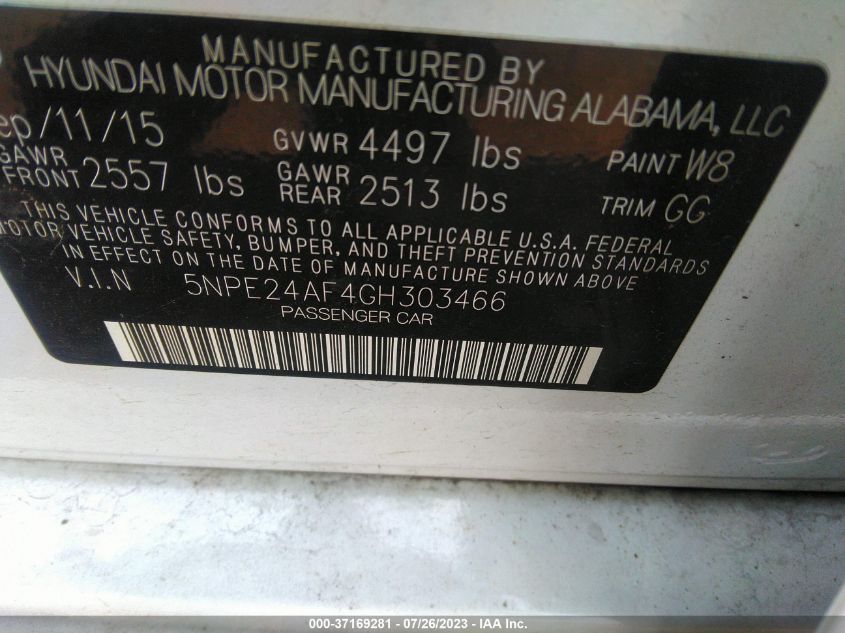 MANUFACTURED BY
HYUNDAI MOTOR MANUFACTURING ALABAMA, LLC
ep/11/15 GVWR 4497 lbs PAINT W8
GAWR FRONT 2557 lbs GAWR REAR 2513 lbs TRIM GG
THIS VEHICLE CONFORMS TO ALL APPLICABLE U.S.A. FEDERAL
MOTOR VEHICLE SAFETY, BUMPER, AND THEFT PREVENTION STANDARDS
IN EFFECT ON THE DATE OF MANUFACTURE SHOWN ABOVE
V.I.N 5NPE24AF4GH303466
PASSENGER CAR
000-37169281 - 07/26/2023 - IAA Inc.